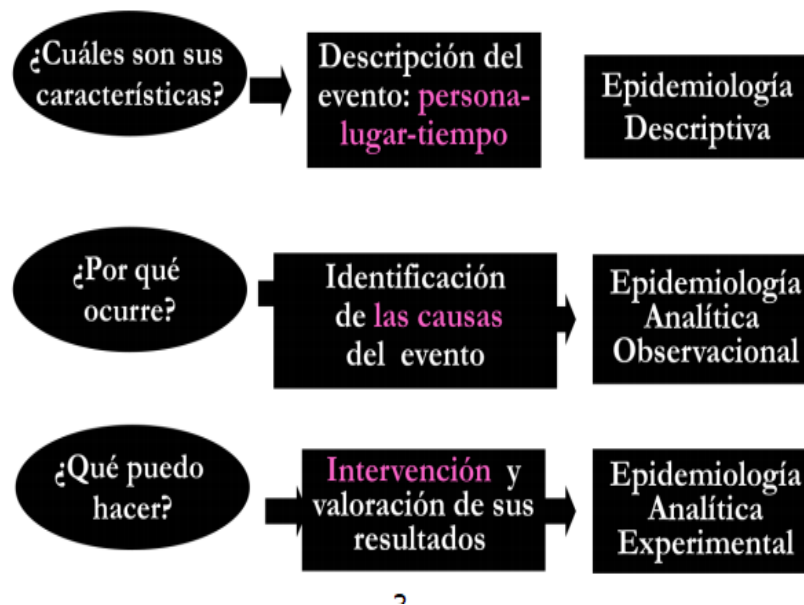 ¿Cuáles son sus
características?
Descripción del
evento: persona-
lugar-tiempo
Epidemiología
Descriptiva
¿Por qué
ocurre?
Identificación
de las causas
del evento
Epidemiología
Analítica
Observacional
¿Qué puedo
hacer?
Intervención y
valoración de sus
resultados
Epidemiología
Analítica
Experimental